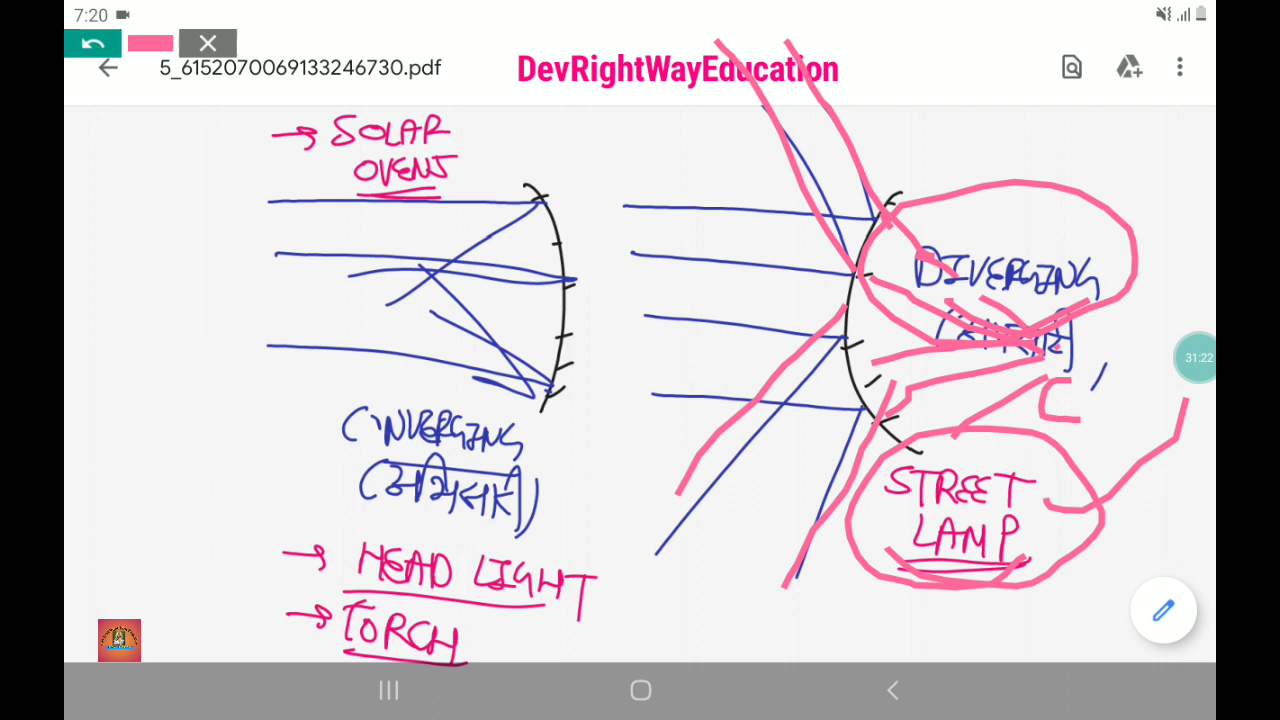 7:20
5_6152070069133246730.pdf
DevRightWayEducation
→ SOLAR
OVENS
DIVERGING
31:22
CONVERGING
STREET
LAMP
→ HEAD LIGHT
→ TORCH